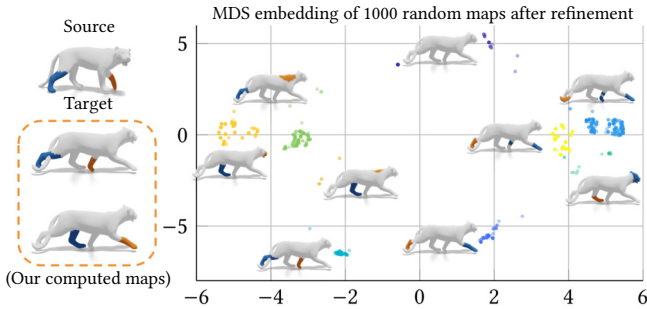 MDS embedding of 1000 random maps after refinement
Source
Target
(Our computed maps)
5
0
−5
−6 −4 −2 0 2 4 6